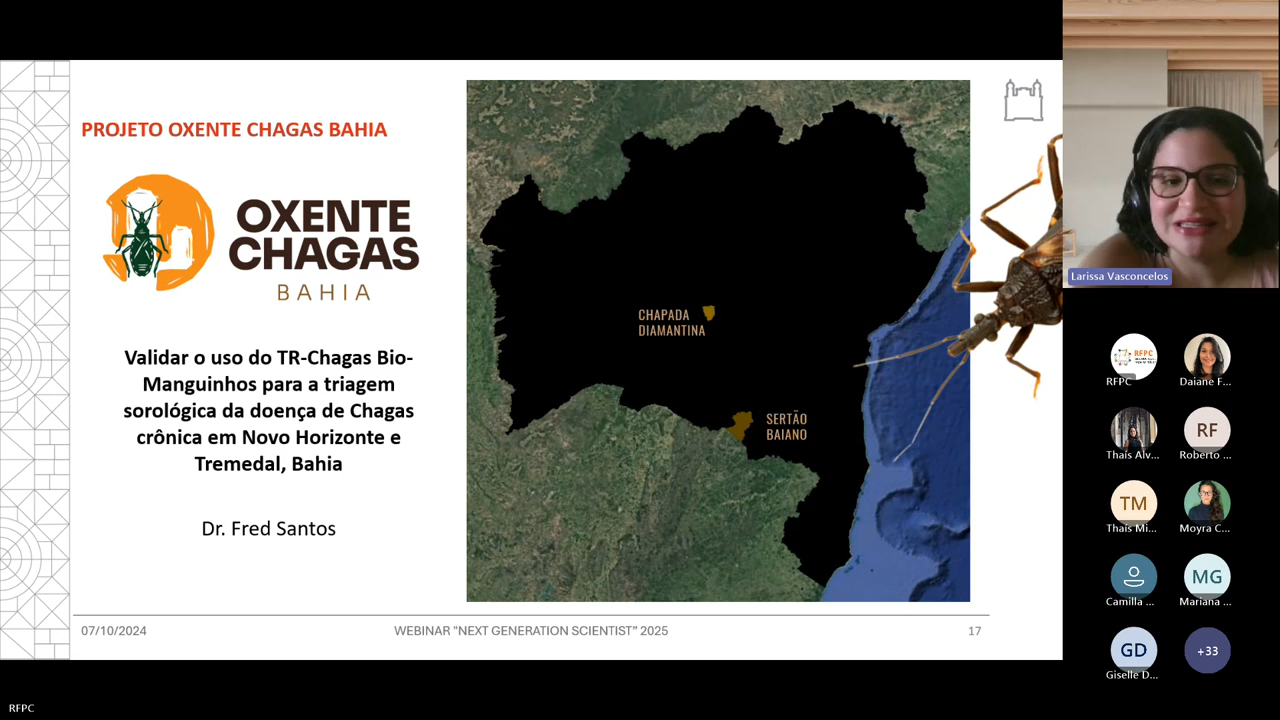 PROJETO OXENTE CHAGAS BAHIA
OXENTE
CHAGAS
BAHIA
Validar o uso do TR-Chagas Bio-
Manguinhos para a triagem
sorológica da doença de Chagas
crônica em Novo Horizonte e
Tremedal, Bahia
Dr. Fred Santos
CHAPADA
DIAMANTINA
SERTÃO
BAIANO
07/10/2024
WEBINAR "NEXT GENERATION SCIENTIST" 2025
17
Larissa Vasconcelos
RFPC
RFPC
Daiane F...
Thaís Alv...
RF
Roberto ...
TM
Thaís Mi...
Moyra C...
Camilla ...
MG
Mariana ...
GD
Giselle D...
+33
RFPC